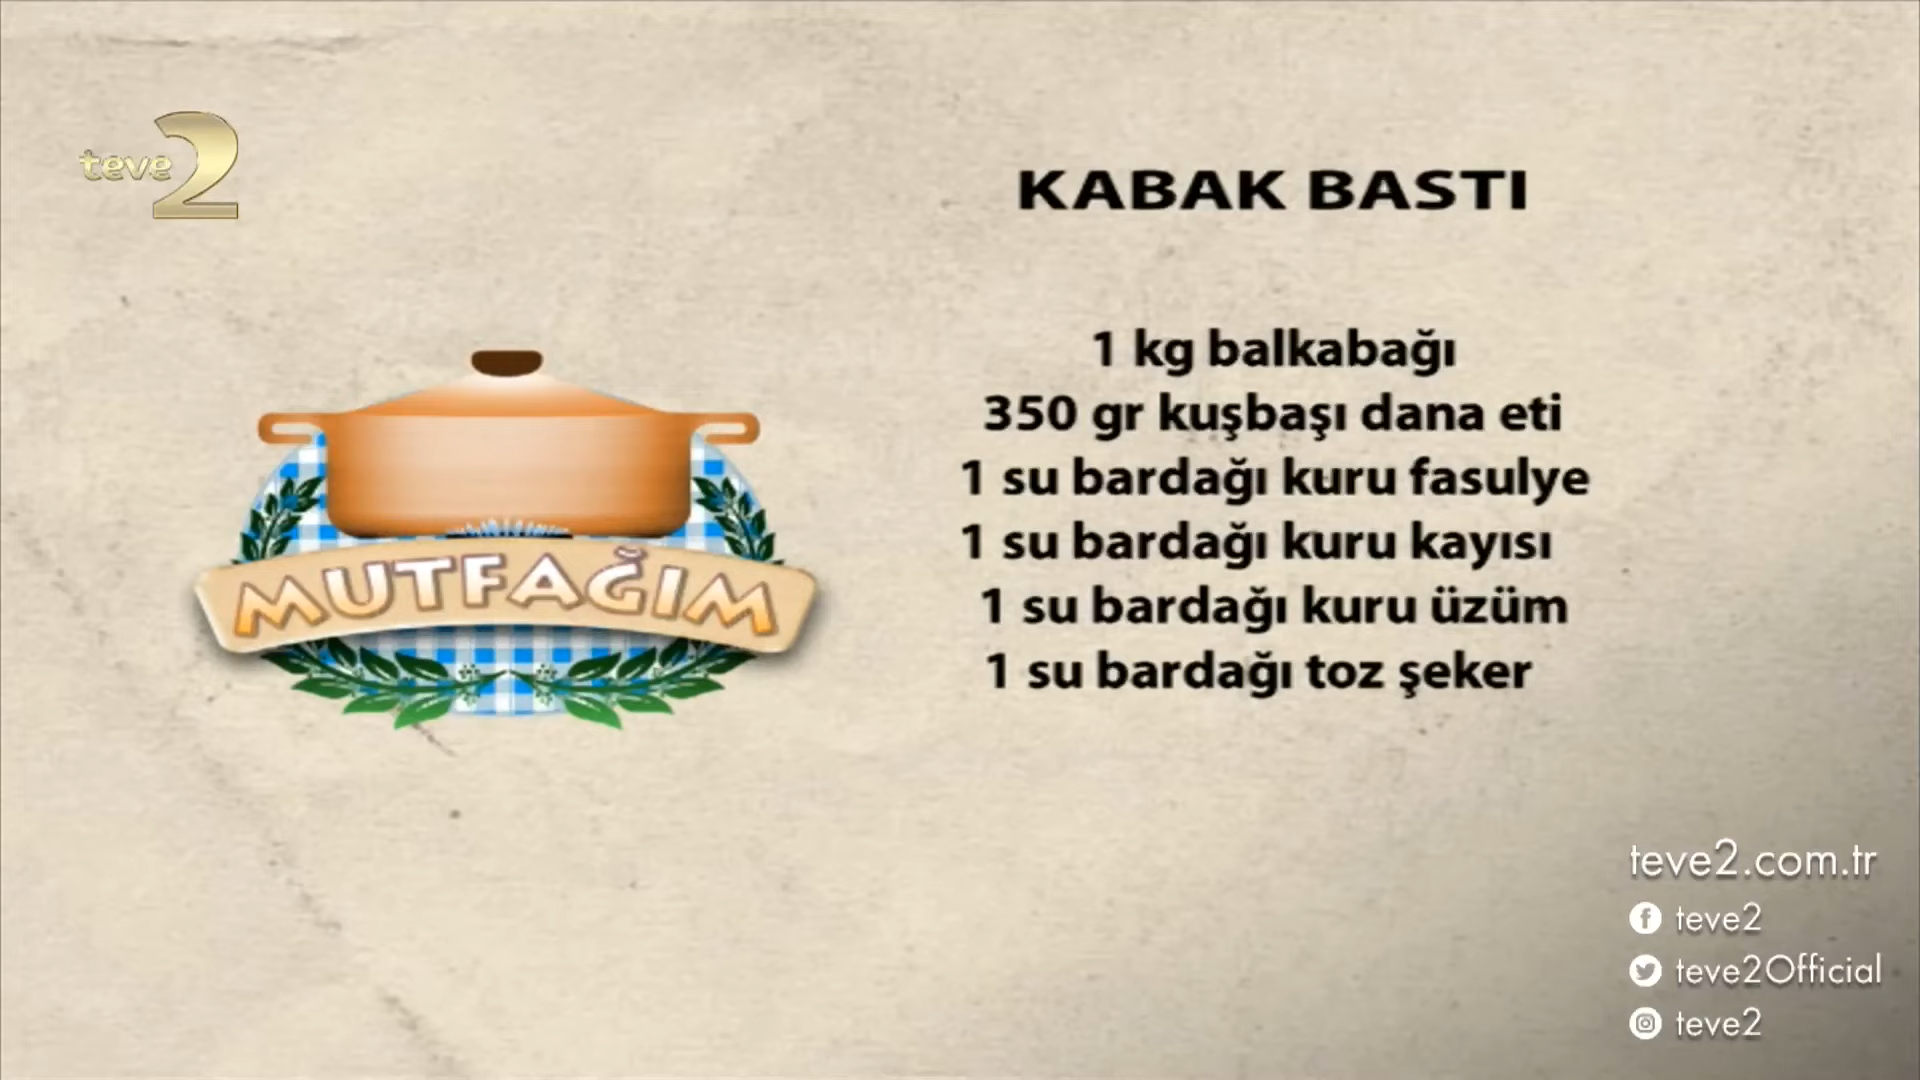 teve2
KABAK BASTI
1 kg balkabağı
350 gr kuşbaşı dana eti
1 su bardağı kuru fasulye
1 su bardağı kuru kayısı
1 su bardağı kuru üzüm
1 su bardağı toz şeker
MUTFAĞIM
teve2.com.tr
teve2
teve2Official
teve2